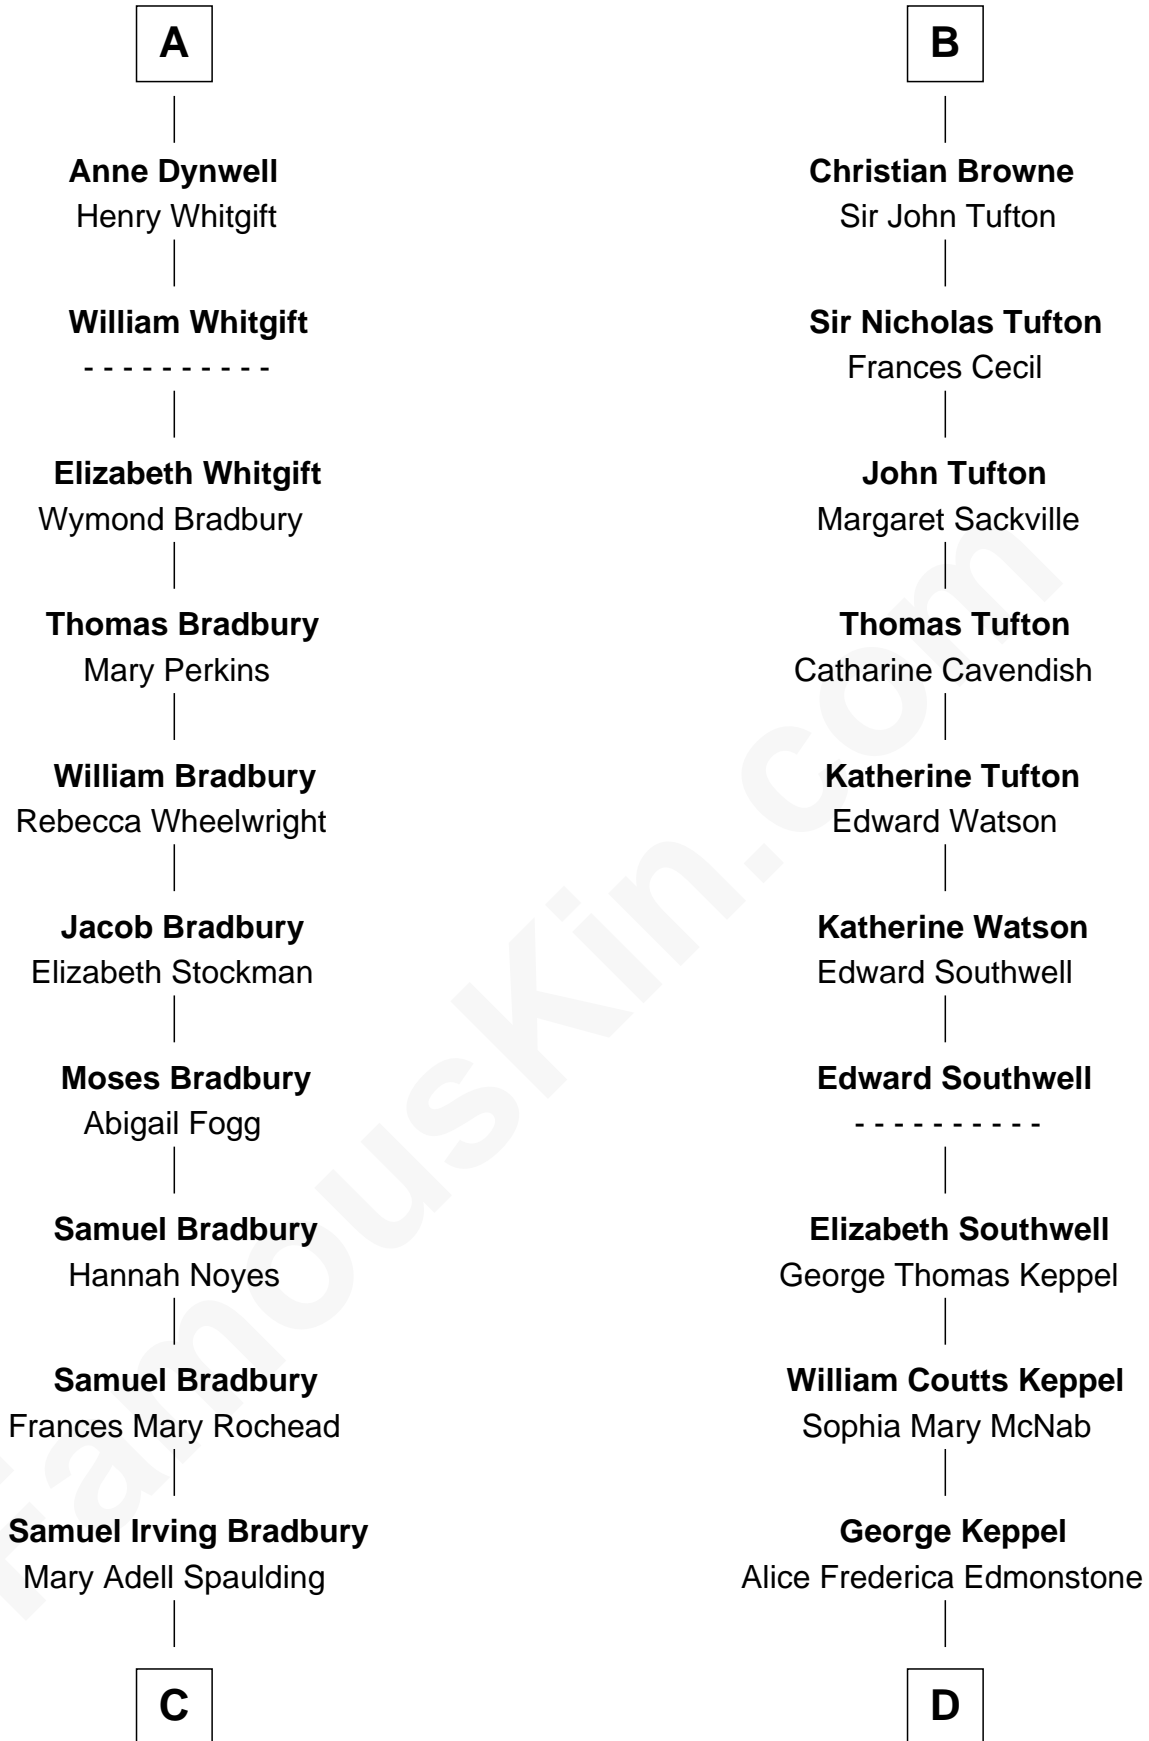 A
Anne Dynwell
Henry Whitgift
William Whitgift
- - - - - - - - - -
Elizabeth Whitgift
Wymond Bradbury
Thomas Bradbury
Mary Perkins
William Bradbury
Rebecca Wheelwright
Jacob Bradbury
Elizabeth Stockman
Moses Bradbury
Abigail Fogg
Samuel Bradbury
Hannah Noyes
Samuel Bradbury
Frances Mary Rochead
Samuel Irving Bradbury
Mary Adell Spaulding
C
B
Christian Browne
Sir John Tufton
Sir Nicholas Tufton
Frances Cecil
John Tufton
Margaret Sackville
Thomas Tufton
Catharine Cavendish
Katherine Tufton
Edward Watson
Katherine Watson
Edward Southwell
Edward Southwell
- - - - - - - - - -
Elizabeth Southwell
George Thomas Keppel
William Coutts Keppel
Sophia Mary McNab
George Keppel
Alice Frederica Edmonstone
D
FamousKin.com